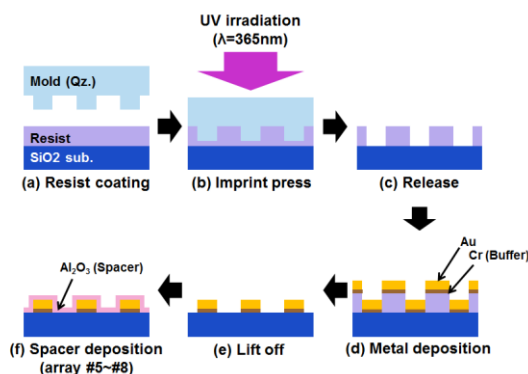 UV irradiation
(λ=365nm)
Mold (Qz.)
Resist
SiO2 sub.
(a) Resist coating
(b) Imprint press
(c) Release
Au
Cr (Buffer)
Al₂O₃ (Spacer)
(f) Spacer deposition
(array #5~#8)
(e) Lift off
(d) Metal deposition